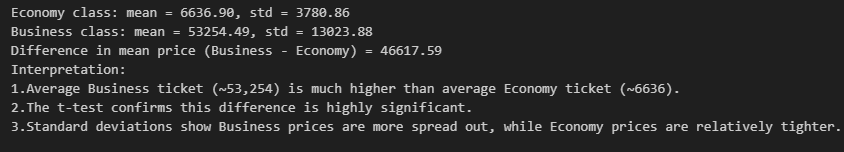 Economy class: mean = 6636.90, std = 3780.86
Business class: mean = 53254.49, std = 13023.88
Difference in mean price (Business - Economy) = 46617.59
Interpretation:
1.Average Business ticket (~53,254) is much higher than average Economy ticket (~6636).
2.The t-test confirms this difference is highly significant.
3.Standard deviations show Business prices are more spread out, while Economy prices are relatively tighter.